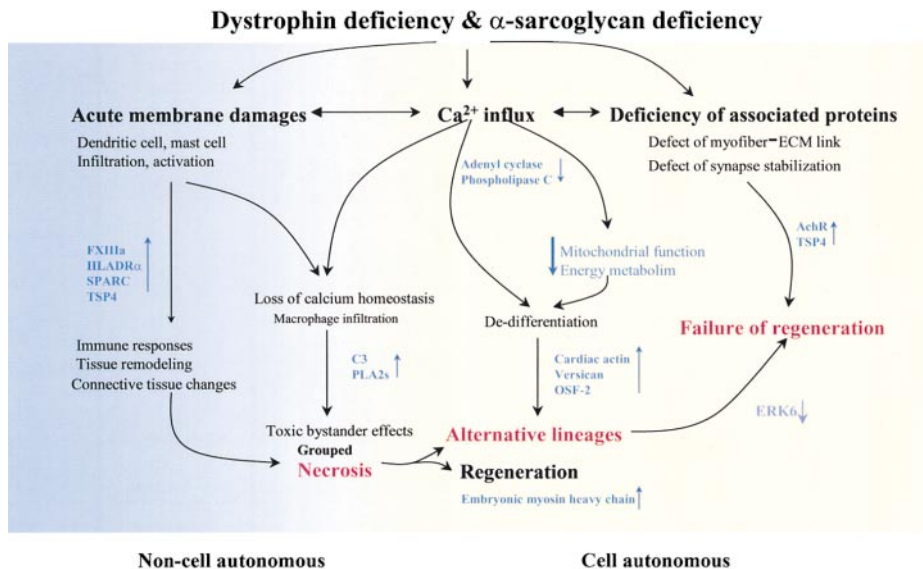 Dystrophin deficiency & α-sarcoglycan deficiency
Acute membrane damages
Ca2+ influx
Deficiency of associated proteins
Dendritic cell, mast cell
Infiltration, activation
Defect of myofiber-ECM link
Defect of synapse stabilization
Adenyl cyclase
Phospholipase C
AchR
TSP4
FXIIIa
HLADRα
SPARC
TSP4
Mitochondrial function
Energy metabolim
Loss of calcium homeostasis
Macrophage infiltration
De-differentiation
Failure of regeneration
Immune responses
Tissue remodeling
Connective tissue changes
C3
PLA2s
Cardiac actin
Versican
OSF-2
ERK6
Toxic bystander effects
Grouped
Necrosis
Alternative lineages
Regeneration
Embryonic myosin heavy chain
Non-cell autonomous
Cell autonomous